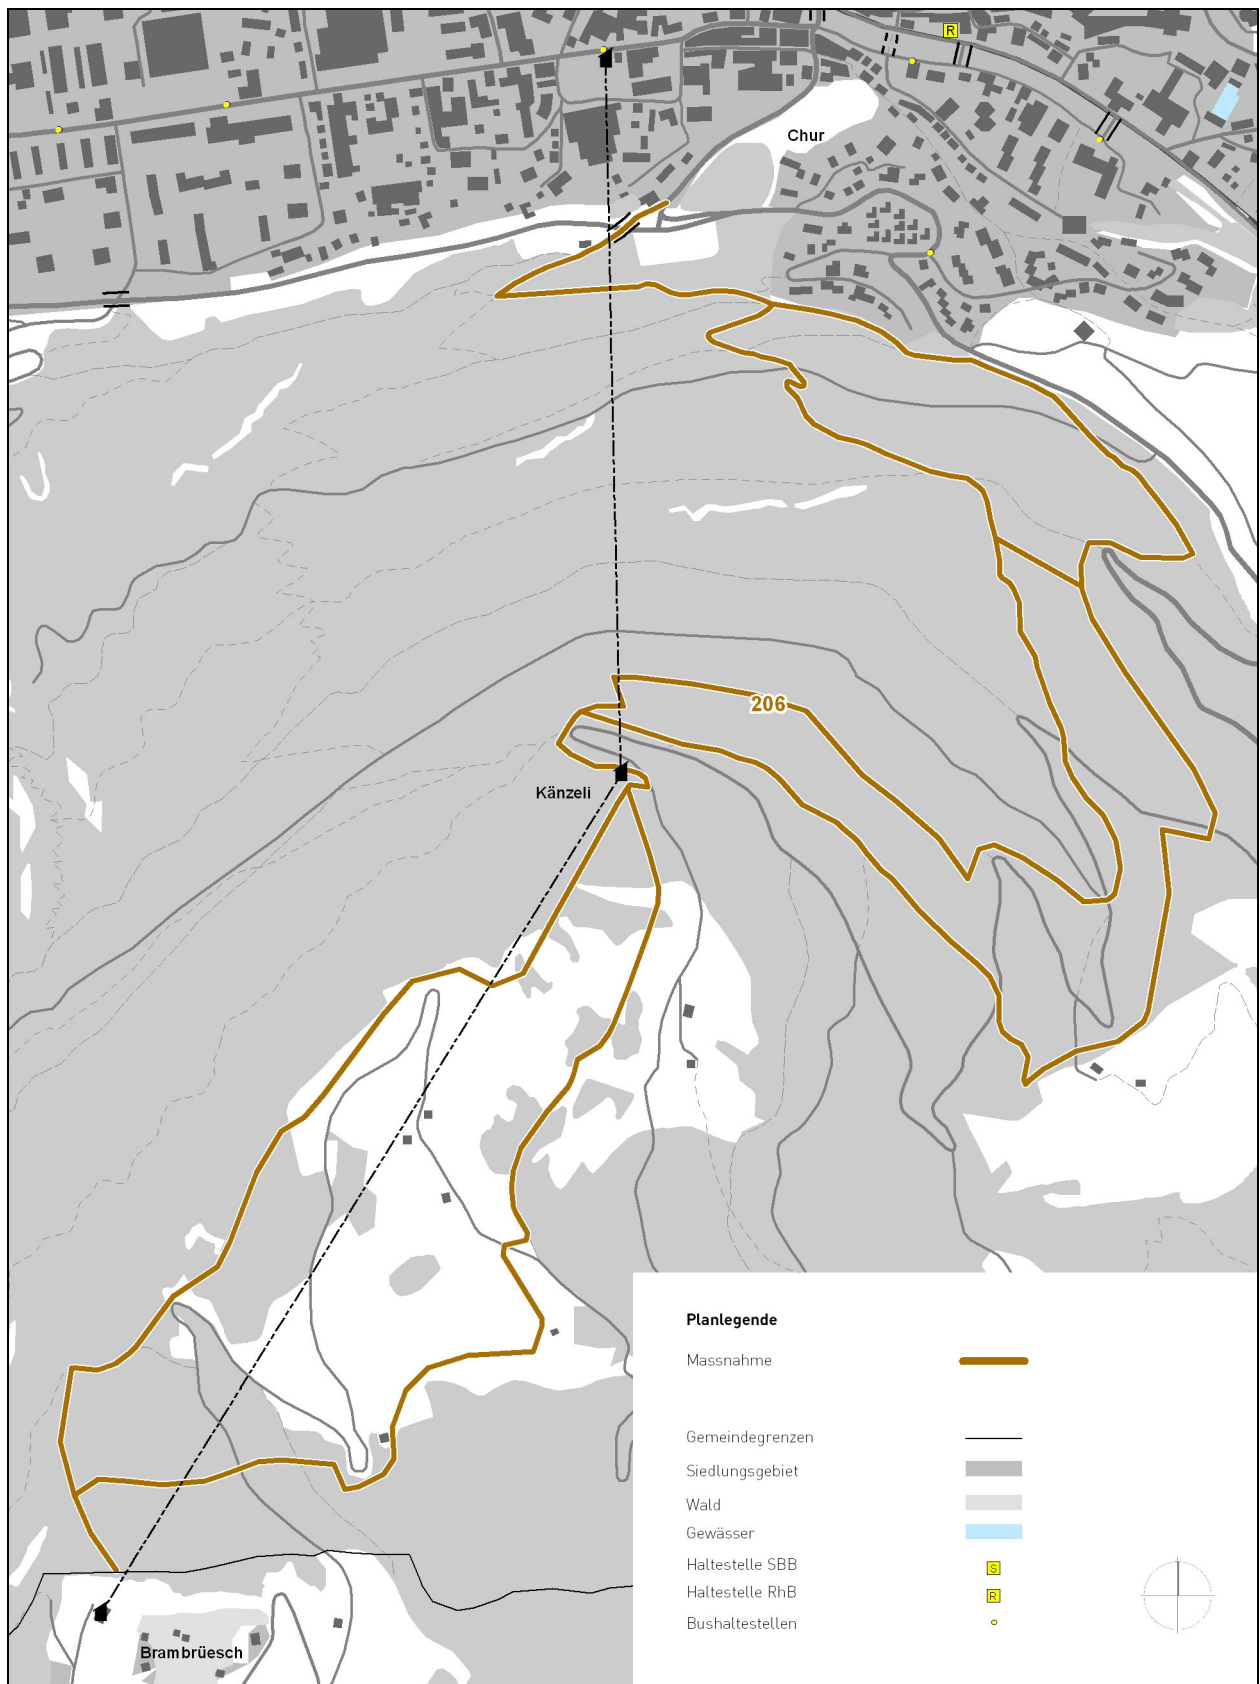 R
Chur
206
Känzeli
Planlegende
Massnahme
Gemeindegrenzen
Siedlungsgebiet
Wald
Gewässer
Haltestelle SBB S
Haltestelle RhB R
Bushaltestellen
Brambrüesch